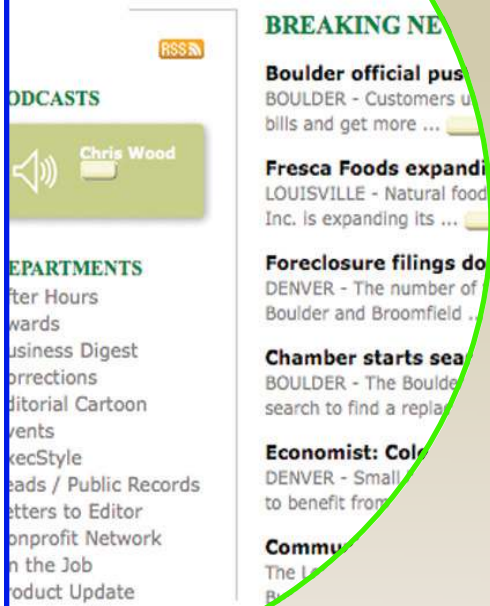 RSS
ODCASTS
Chris Wood
EPARTMENTS
fter Hours
wards
usiness Digest
orrections
ditorial Cartoon
vents
xecStyle
eads / Public Records
etters to Editor
onprofit Network
n the Job
roduct Update
BREAKING NE
Boulder official pus
BOULDER - Customers u
bills and get more ...
Fresca Foods expandi
LOUISVILLE - Natural food
Inc. is expanding its ...
Foreclosure filings do
DENVER - The number of
Boulder and Broomfield ..
Chamber starts sea
BOULDER - The Boulde
search to find a repla
Economist: Colo
DENVER - Small
to benefit from
Commu
The L